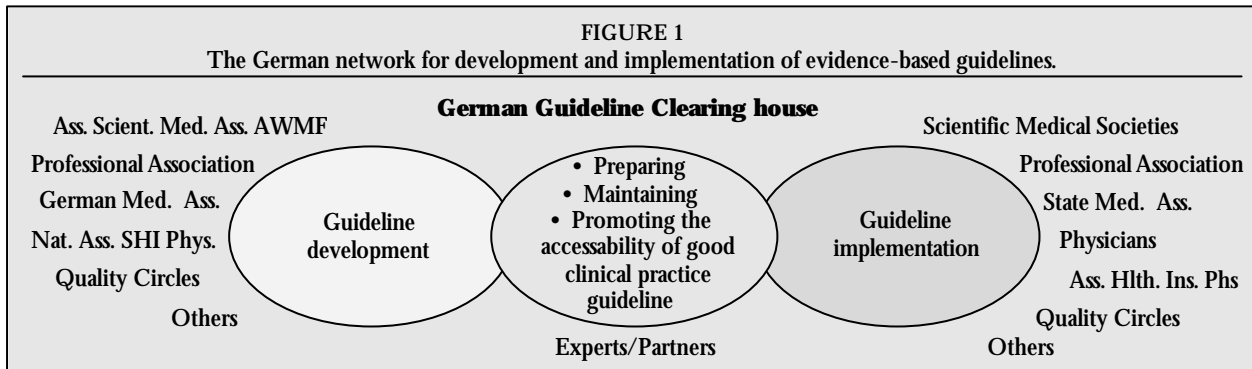 FIGURE 1
The German network for development and implementation of evidence-based guidelines.
German Guideline Clearing house
Ass. Scient. Med. Ass. AWMF
Professional Association
German Med. Ass.
Nat. Ass. SHI Phys.
Quality Circles
Others
Guideline
development
• Preparing
• Maintaining
• Promoting the
accessability of good
clinical practice
guideline
Experts/Partners
Guideline
implementation
Scientific Medical Societies
Professional Association
State Med. Ass.
Physicians
Ass. Hlth. Ins. Phs
Quality Circles
Others